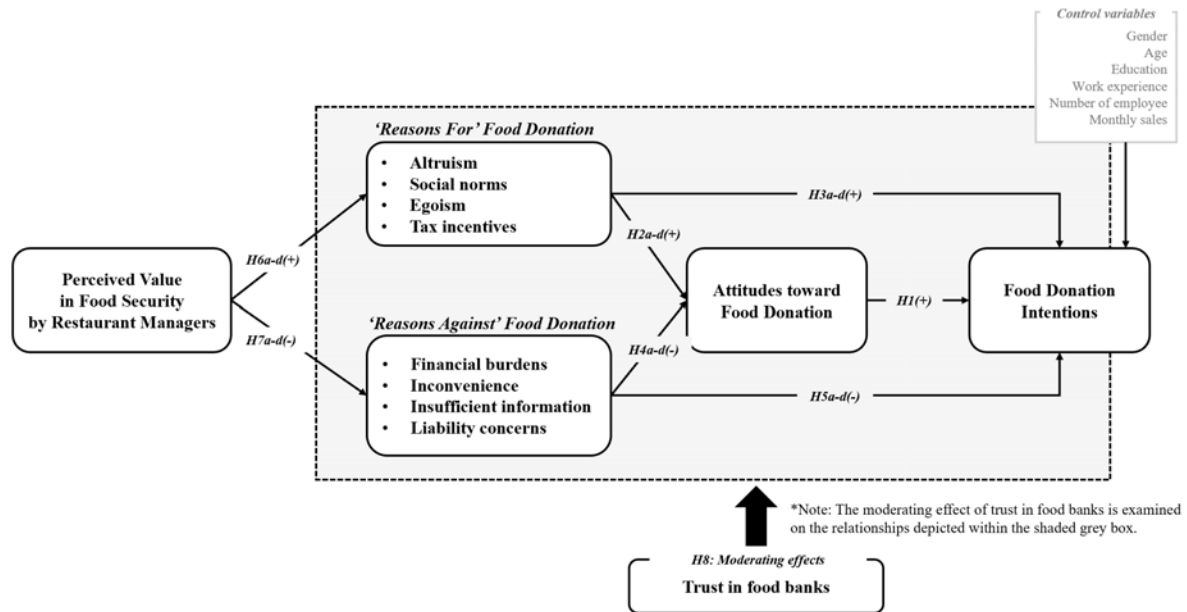 Control variables
Gender
Age
Education
Work experience
Number of employee
Monthly sales
‘Reasons For’ Food Donation
• Altruism
• Social norms
• Egoism
• Tax incentives
H3a-d(+)
H2a-d(+)
H6a-d(+)
Perceived Value
in Food Security
by Restaurant Managers
H7a-d(-)
Attitudes toward
Food Donation
H1(+)
Food Donation
Intentions
‘Reasons Against’ Food Donation
H4a-d(-)
• Financial burdens
• Inconvenience
• Insufficient information
• Liability concerns
H5a-d(-)
*Note: The moderating effect of trust in food banks is examined
on the relationships depicted within the shaded grey box.
H8: Moderating effects
Trust in food banks